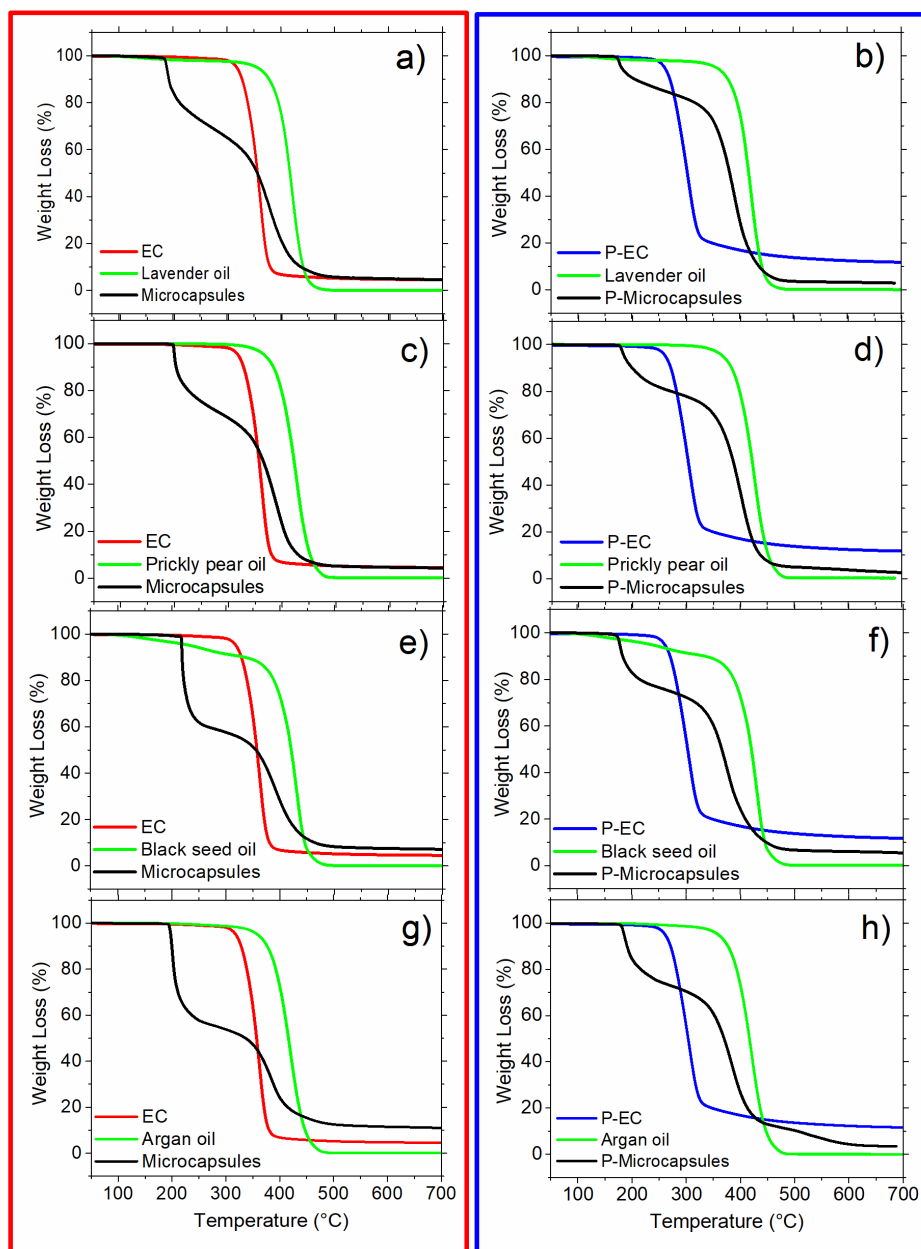 a)
100
80
60
40
20
0
Weight Loss (%)
EC
Lavender oil
Microcapsules
b)
100
80
60
40
20
0
Weight Loss (%)
P-EC
Lavender oil
P-Microcapsules
c)
100
80
60
40
20
0
Weight Loss (%)
EC
Prickly pear oil
Microcapsules
d)
100
80
60
40
20
0
Weight Loss (%)
P-EC
Prickly pear oil
P-Microcapsules
e)
100
80
60
40
20
0
Weight Loss (%)
EC
Black seed oil
Microcapsules
f)
100
80
60
40
20
0
Weight Loss (%)
P-EC
Black seed oil
P-Microcapsules
g)
100
80
60
40
20
0
Weight Loss (%)
EC
Argan oil
Microcapsules
100 200 300 400 500 600 700
Temperature (°C)
h)
100
80
60
40
20
0
Weight Loss (%)
P-EC
Argan oil
P-Microcapsules
100 200 300 400 500 600 700
Temperature (°C)